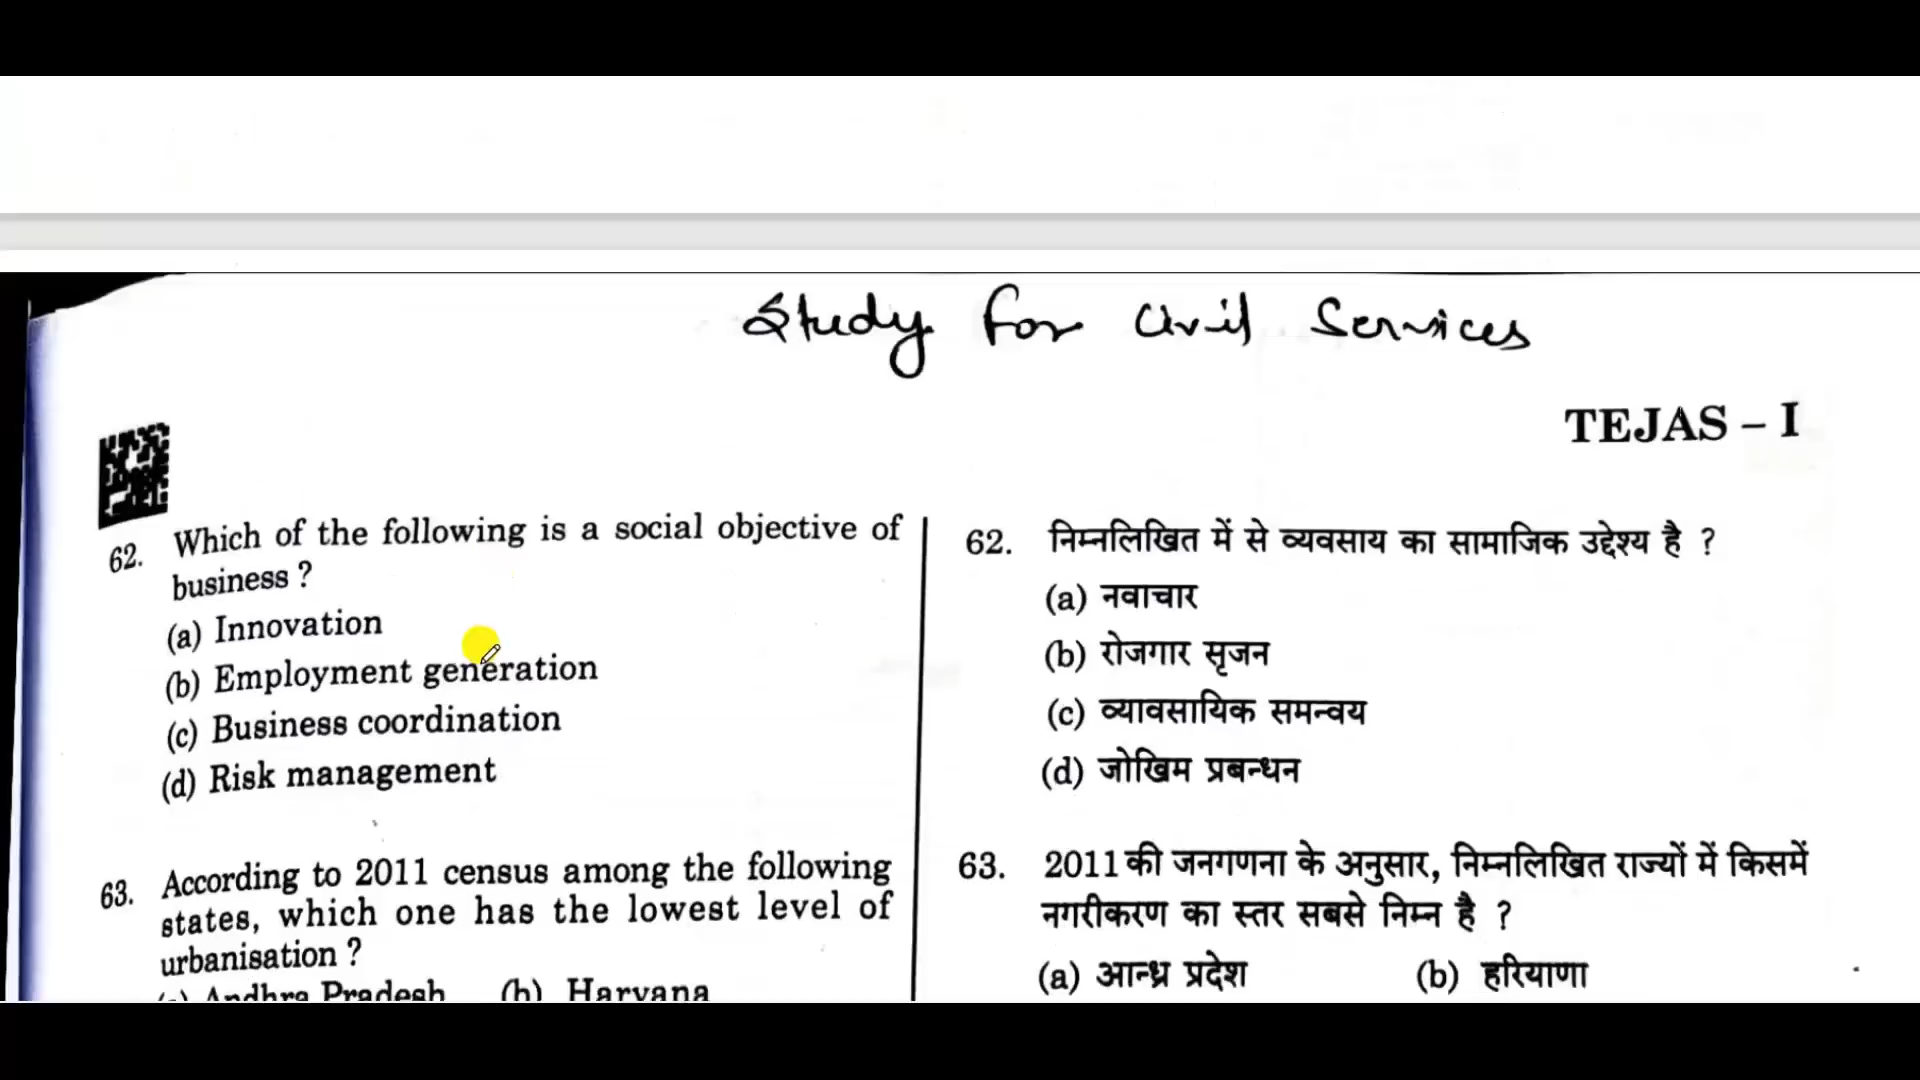 Study for Civil Services
TEJAS – I
62. Which of the following is a social objective of
business ?
(a) Innovation
(b) Employment generation
(c) Business coordination
(d) Risk management
63. According to 2011 census among the following
states, which one has the lowest level of
urbanisation ?
(a) Andhra Pradesh (b) Haryana
62. निम्नलिखित में से व्यवसाय का सामाजिक उद्देश्य है ?
(a) नवाचार
(b) रोजगार सृजन
(c) व्यावसायिक समन्वय
(d) जोखिम प्रबन्धन
63. 2011 की जनगणना के अनुसार, निम्नलिखित राज्यों में किसमें
नगरीकरण का स्तर सबसे निम्न है ?
(a) आन्ध्र प्रदेश (b) हरियाणा